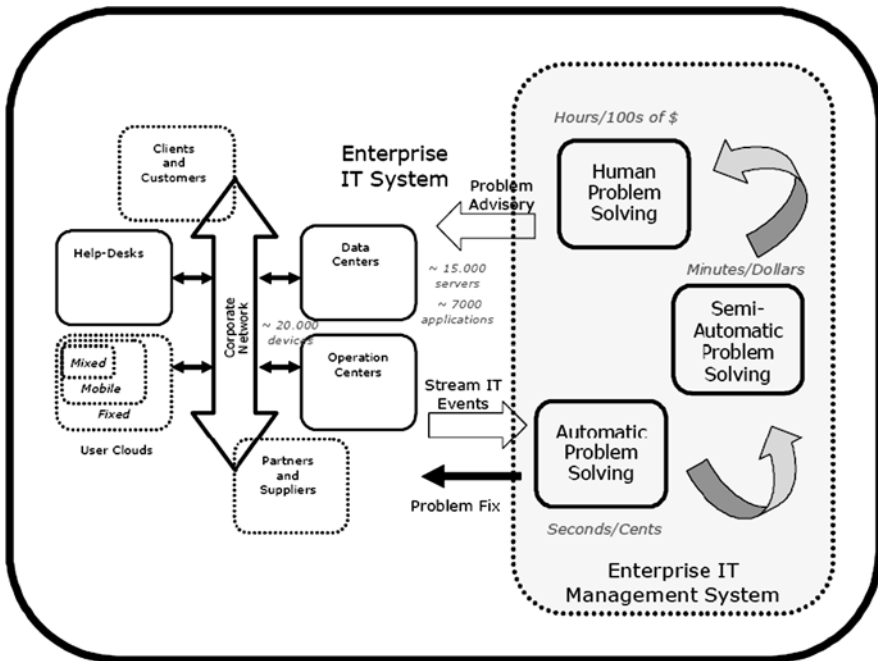 Hours/100s of $
Clients
and
Customers
Enterprise
IT System
Problem
Advisory
Human
Problem
Solving
Help-Desks
Data
Centers
~ 15.000
servers
~ 7000
applications
Minutes/Dollars
Corporate
Network
~ 20.000
devices
Semi-
Automatic
Problem
Solving
Mixed
Mobile
Fixed
User Clouds
Operation
Centers
Stream IT
Events
Partners
and
Suppliers
Automatic
Problem
Solving
Problem Fix
Seconds/Cents
Enterprise IT
Management System